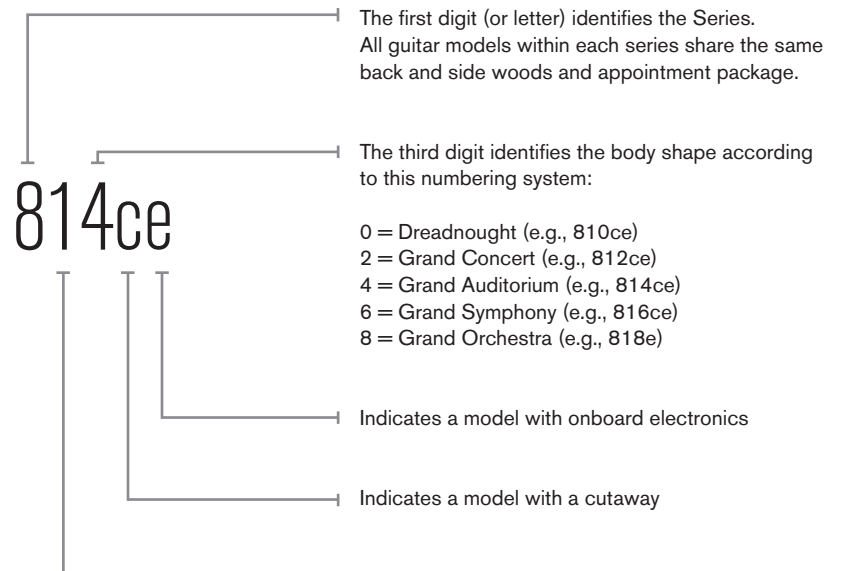 The first digit (or letter) identifies the Series.
All guitar models within each series share the same
back and side woods and appointment package.
The third digit identifies the body shape according
to this numbering system:
814ce
0 = Dreadnought (e.g., 810ce)
2 = Grand Concert (e.g., 812ce)
4 = Grand Auditorium (e.g., 814ce)
6 = Grand Symphony (e.g., 816ce)
8 = Grand Orchestra (e.g., 818e)
Indicates a model with onboard electronics
Indicates a model with a cutaway